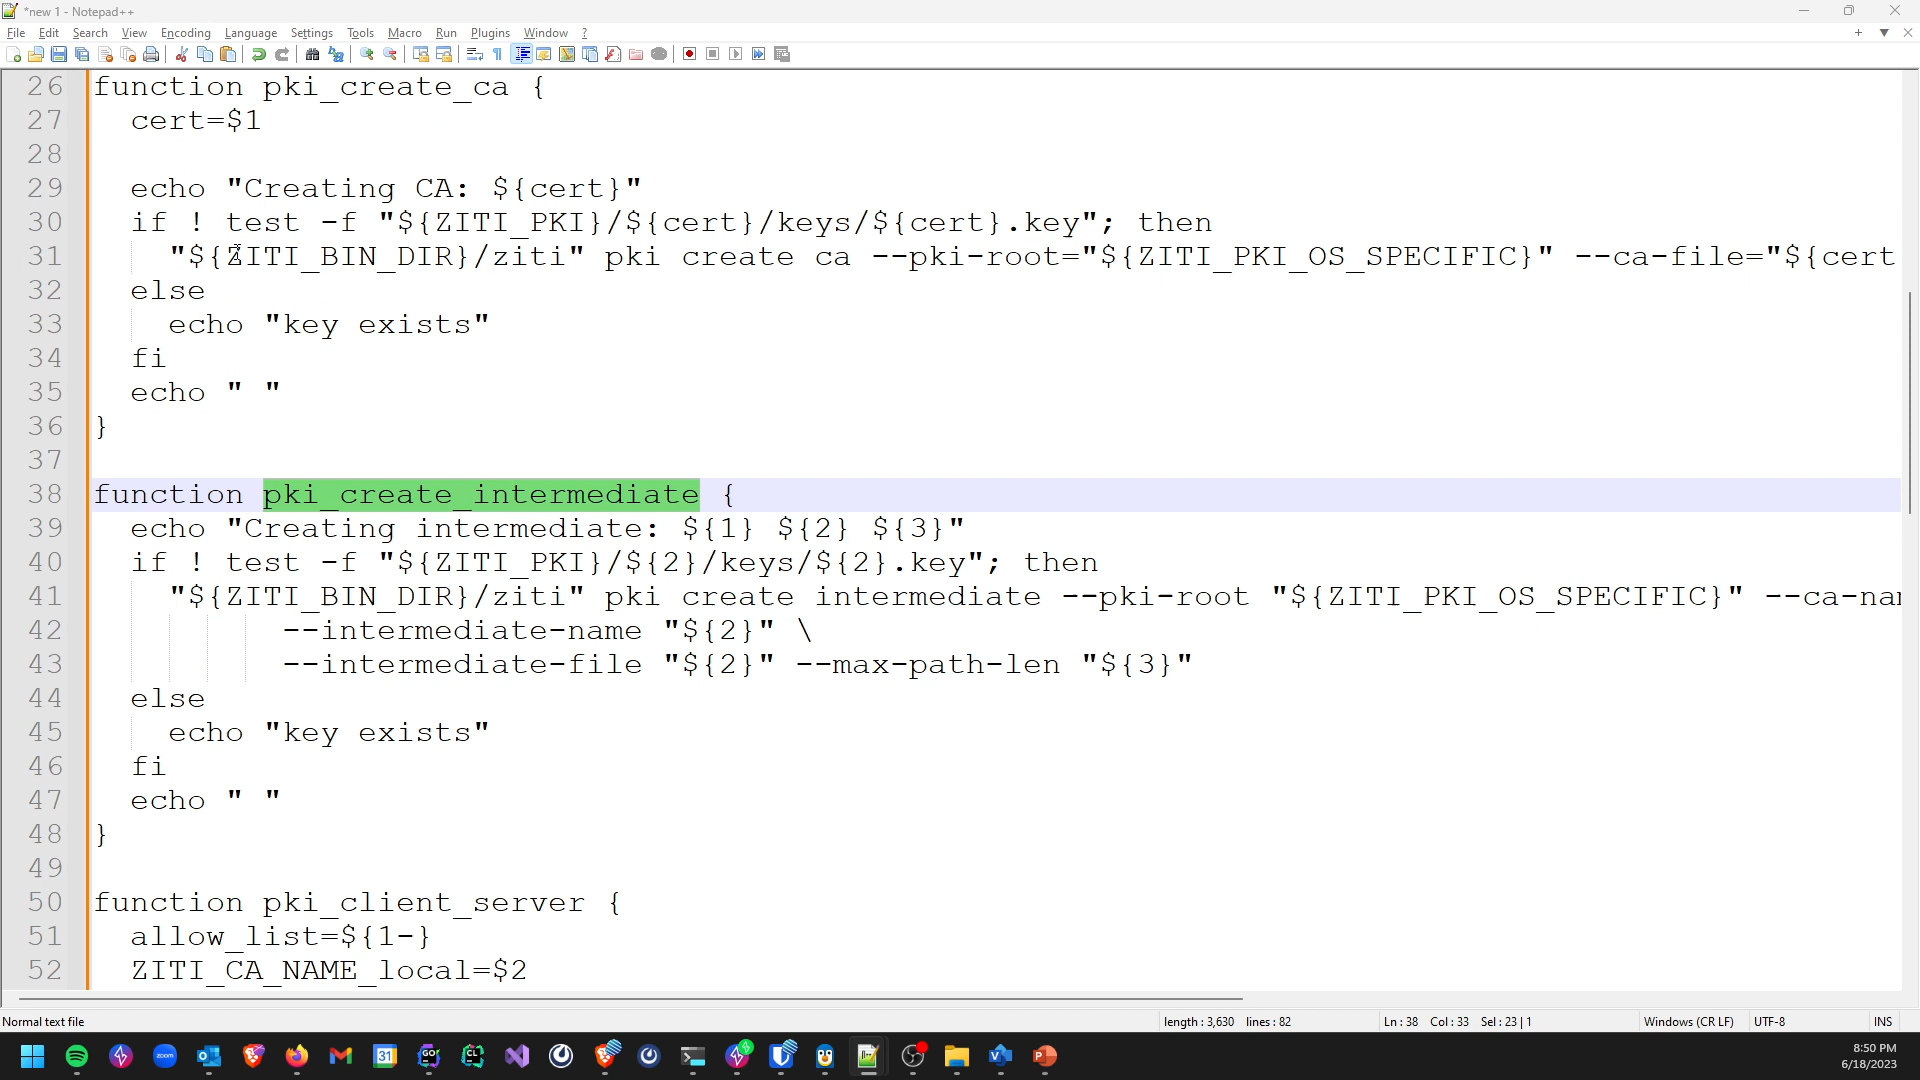 *new 1 - Notepad++
File Edit Search View Encoding Language Settings Tools Macro Run Plugins Window ?
26 function pki_create_ca {
27 cert=$1
28
29 echo "Creating CA: ${cert}"
30 if ! test -f "${ZITI_PKI}/${cert}/keys/${cert}.key"; then
31 "${ZITI_BIN_DIR}/ziti" pki create ca --pki-root="${ZITI_PKI_OS_SPECIFIC}" --ca-file="${cert
32 else
33 echo "key exists"
34 fi
35 echo " "
36 }
37
38 function pki_create_intermediate {
39 echo "Creating intermediate: ${1} ${2} ${3}"
40 if ! test -f "${ZITI_PKI}/${2}/keys/${2}.key"; then
41 "${ZITI_BIN_DIR}/ziti" pki create intermediate --pki-root "${ZITI_PKI_OS_SPECIFIC}" --ca-nam
42 --intermediate-name "${2}" \
43 --intermediate-file "${2}" --max-path-len "${3}"
44 else
45 echo "key exists"
46 fi
47 echo " "
48 }
49
50 function pki_client_server {
51 allow_list=${1-}
52 ZITI_CA_NAME_local=$2
Normal text file length : 3,630 lines : 82 Ln : 38 Col : 33 Sel : 23 | 1 Windows (CR LF) UTF-8 INS
zoom 31 GO CL
8:50 PM
6/18/2023